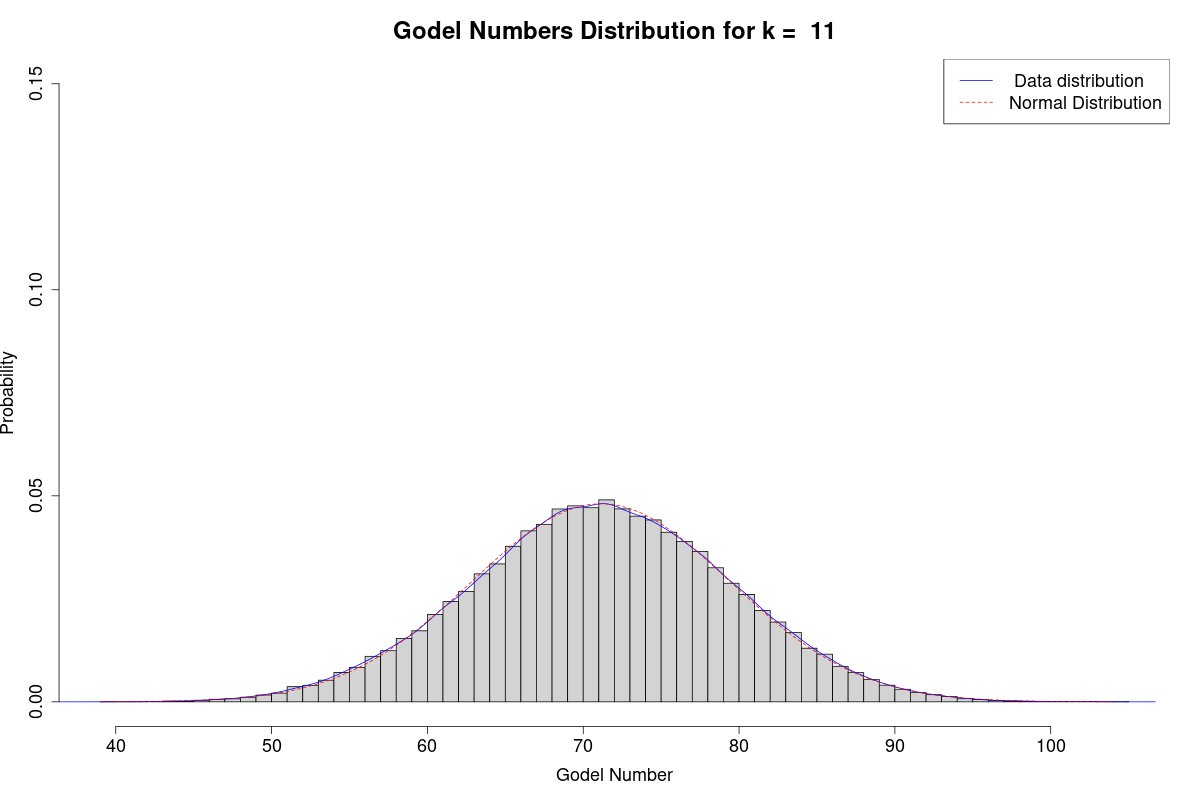 Godel Numbers Distribution for k =  11
Data distribution
Normal Distribution
Probability
0.15
0.10
0.05
0.00
40 50 60 70 80 90 100
Godel Number